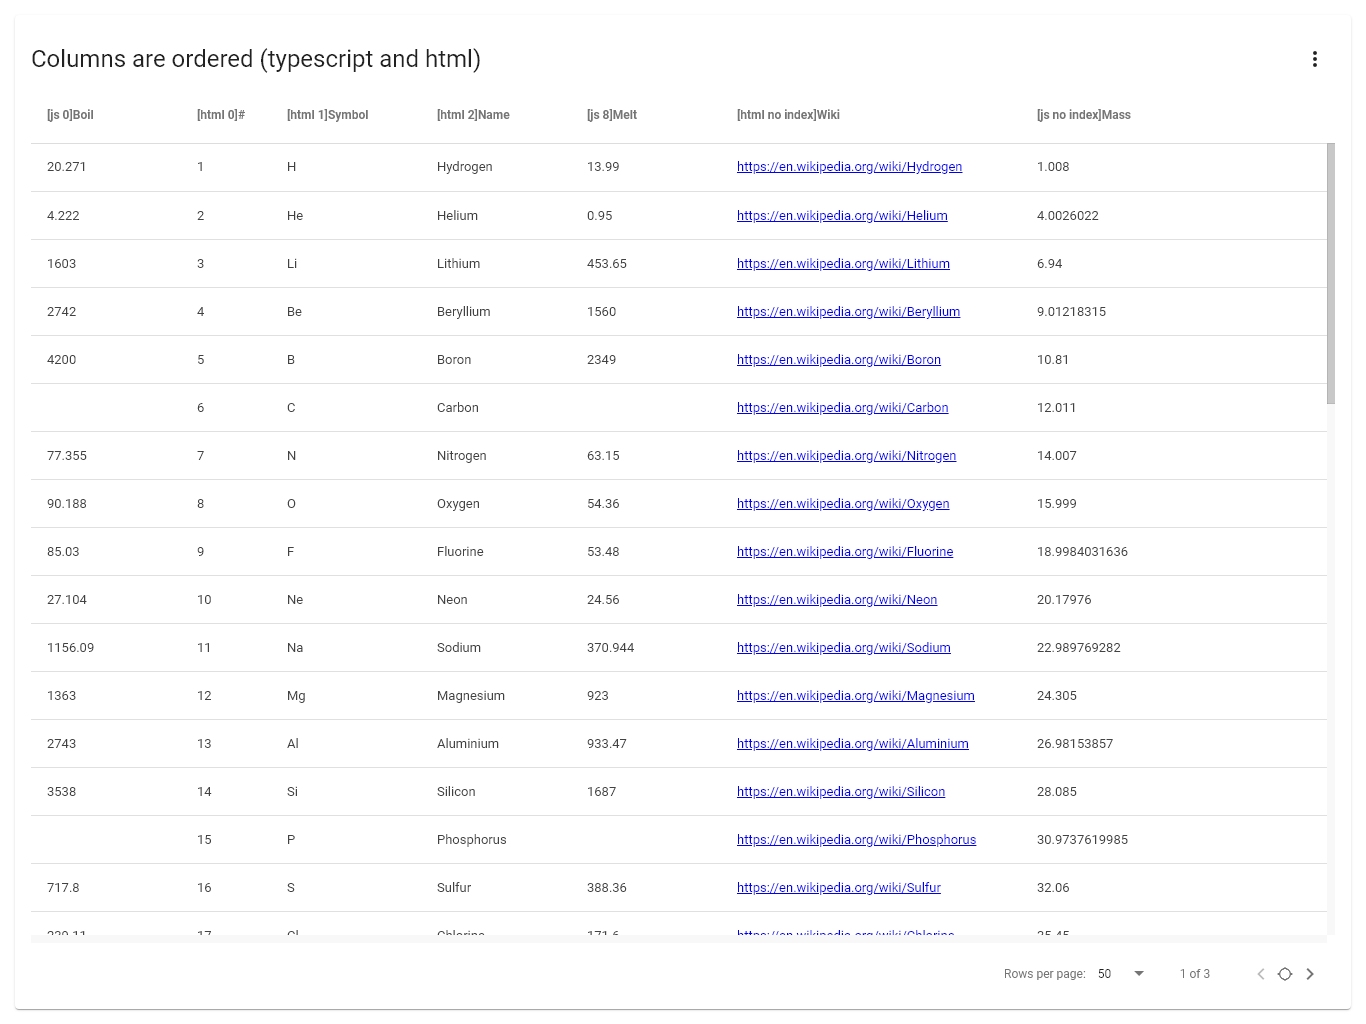 Columns are ordered (typescript and html)
[js 0]Boil [html 0]# [html 1]Symbol [html 2]Name [js 8]Melt [html no index]Wiki [js no index]Mass
20.271 1 H Hydrogen 13.99 https://en.wikipedia.org/wiki/Hydrogen 1.008
4.222 2 He Helium 0.95 https://en.wikipedia.org/wiki/Helium 4.0026022
1603 3 Li Lithium 453.65 https://en.wikipedia.org/wiki/Lithium 6.94
2742 4 Be Beryllium 1560 https://en.wikipedia.org/wiki/Beryllium 9.01218315
4200 5 B Boron 2349 https://en.wikipedia.org/wiki/Boron 10.81
6 C Carbon https://en.wikipedia.org/wiki/Carbon 12.011
77.355 7 N Nitrogen 63.15 https://en.wikipedia.org/wiki/Nitrogen 14.007
90.188 8 O Oxygen 54.36 https://en.wikipedia.org/wiki/Oxygen 15.999
85.03 9 F Fluorine 53.48 https://en.wikipedia.org/wiki/Fluorine 18.9984031636
27.104 10 Ne Neon 24.56 https://en.wikipedia.org/wiki/Neon 20.17976
1156.09 11 Na Sodium 370.944 https://en.wikipedia.org/wiki/Sodium 22.989769282
1363 12 Mg Magnesium 923 https://en.wikipedia.org/wiki/Magnesium 24.305
2743 13 Al Aluminium 933.47 https://en.wikipedia.org/wiki/Aluminium 26.98153857
3538 14 Si Silicon 1687 https://en.wikipedia.org/wiki/Silicon 28.085
15 P Phosphorus https://en.wikipedia.org/wiki/Phosphorus 30.9737619985
717.8 16 S Sulfur 388.36 https://en.wikipedia.org/wiki/Sulfur 32.06
Rows per page: 50 1 of 3